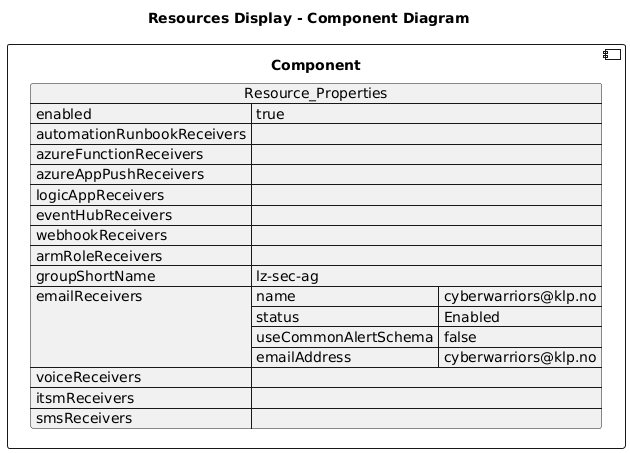 Resources Display - Component Diagram
Component
Resource_Properties
enabled true
automationRunbookReceivers
azureFunctionReceivers
azureAppPushReceivers
logicAppReceivers
eventHubReceivers
webhookReceivers
armRoleReceivers
groupShortName lz-sec-ag
emailReceivers name cyberwarriors@klp.no
status Enabled
useCommonAlertSchema false
emailAddress cyberwarriors@klp.no
voiceReceivers
itsmReceivers
smsReceivers